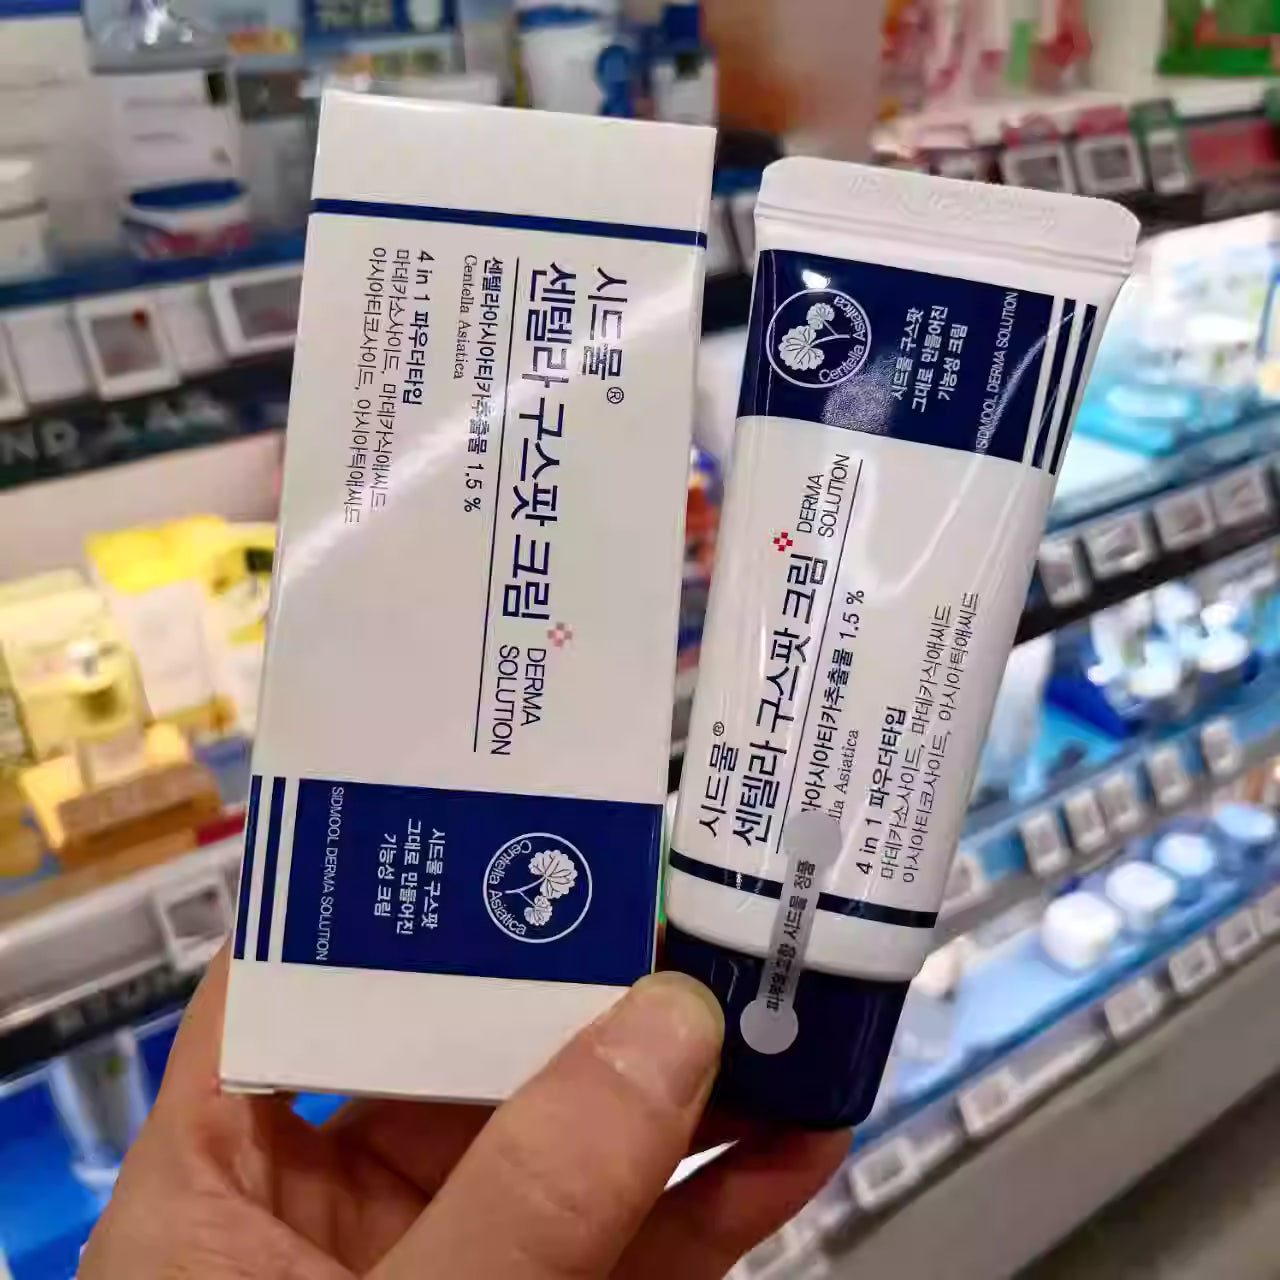 시드물®
센텔라 구스팟 크림 DERMA SOLUTION
센텔라아시아티카추출물 1.5 %
Centella Asiatica
4 in 1 파우더타입
마데카소사이드, 마데카식애씨드
아시아티코사이드, 아시아틱애씨드
Centella Asiatica
시드물 구스팟
그대로 만들어진
기능성 크림
SIDMOOL DERMA SOLUTION
Centella Asiatica
시드물 구스팟
그대로 만들어진
기능성 크림
SIDMOOL DERMA SOLUTION
시드물®
센텔라 구스팟 크림 DERMA SOLUTION
아시아티카추출물 1.5 %
Asiatica
4 in 1 파우더타입
마데카소사이드, 마데카식애씨드
아시아티코사이드, 아시아틱애씨드
시드물 정품